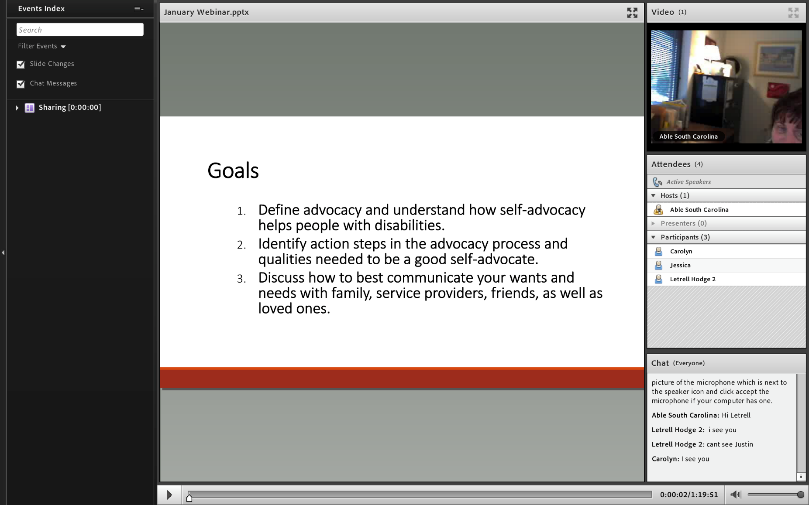 Events Index
Search
Filter Events
Slide Changes
Chat Messages
Sharing [0:00:00]
January Webinar.pptx
Goals
1. Define advocacy and understand how self-advocacy
helps people with disabilities.
2. Identify action steps in the advocacy process and
qualities needed to be a good self-advocate.
3. Discuss how to best communicate your wants and
needs with family, service providers, friends, as well as
loved ones.
0:00:02/1:19:51
Video (1)
Able South Carolina
Attendees (4)
Active Speakers
Hosts (1)
Able South Carolina
Presenters (0)
Participants (3)
Carolyn
Jessica
Letrell Hodge 2
Chat (Everyone)
picture of the microphone which is next to
the speaker icon and click accept the
microphone if your computer has one.
Able South Carolina: Hi Letrell
Letrell Hodge 2: i see you
Letrell Hodge 2: cant see Justin
Carolyn: I see you